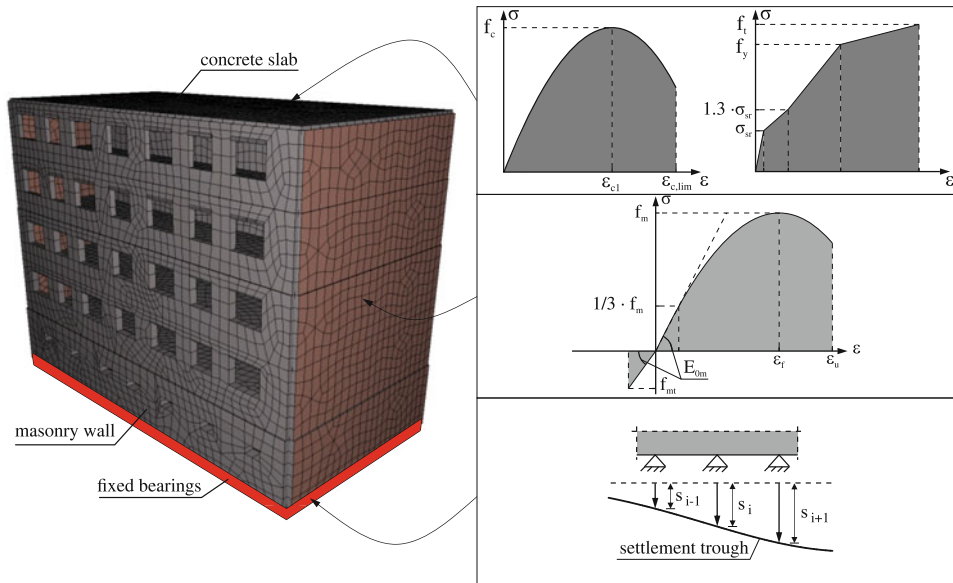 concrete slab
masonry wall
fixed bearings
σ
f_c
ε_c1
ε_c,lim
ε
σ
f_t
f_y
1.3 · σ_sr
σ_sr
ε
σ
f_m
1/3 · f_m
E_0m
f_mt
ε_f
ε_u
ε
s_i-1
s_i
s_i+1
settlement trough